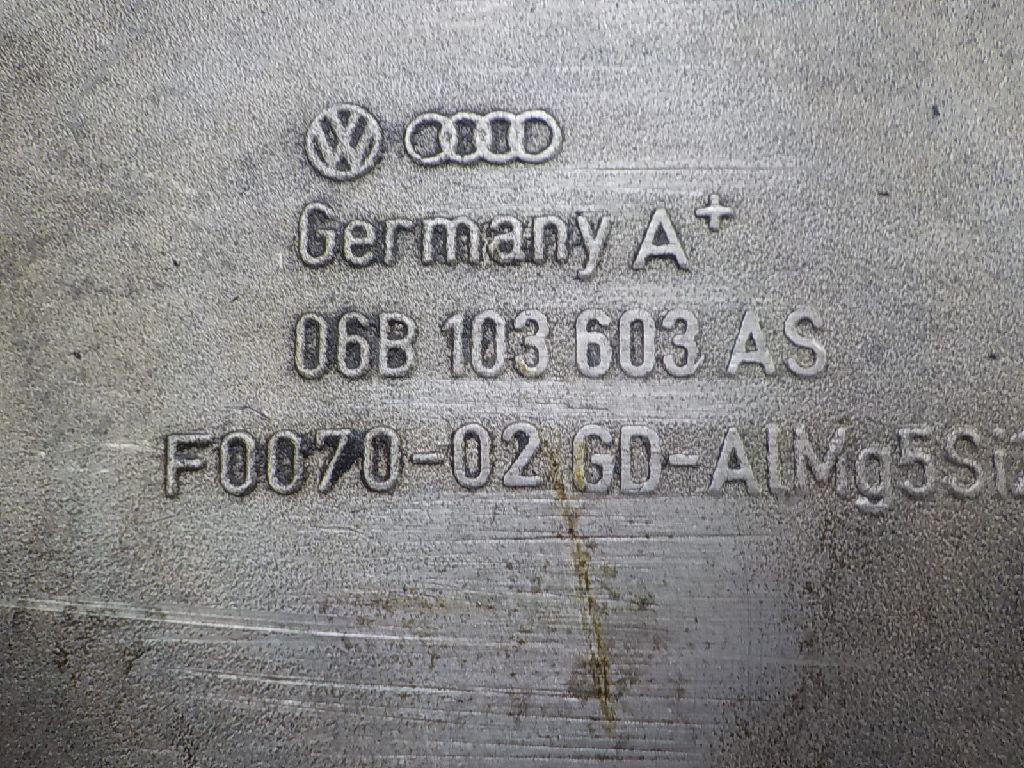 Germany A+
06B 103 603 AS
F0070-02 GD-AlMg5Si2